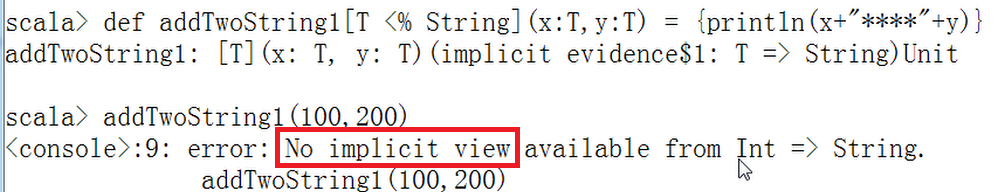 scala> def addTwoString1[T <% String](x:T,y:T) = {println(x+"****"+y)}
addTwoString1: [T](x: T, y: T)(implicit evidence$1: T => String)Unit
scala> addTwoString1(100,200)
<console>:9: error: No implicit view available from Int => String.
addTwoString1(100,200)